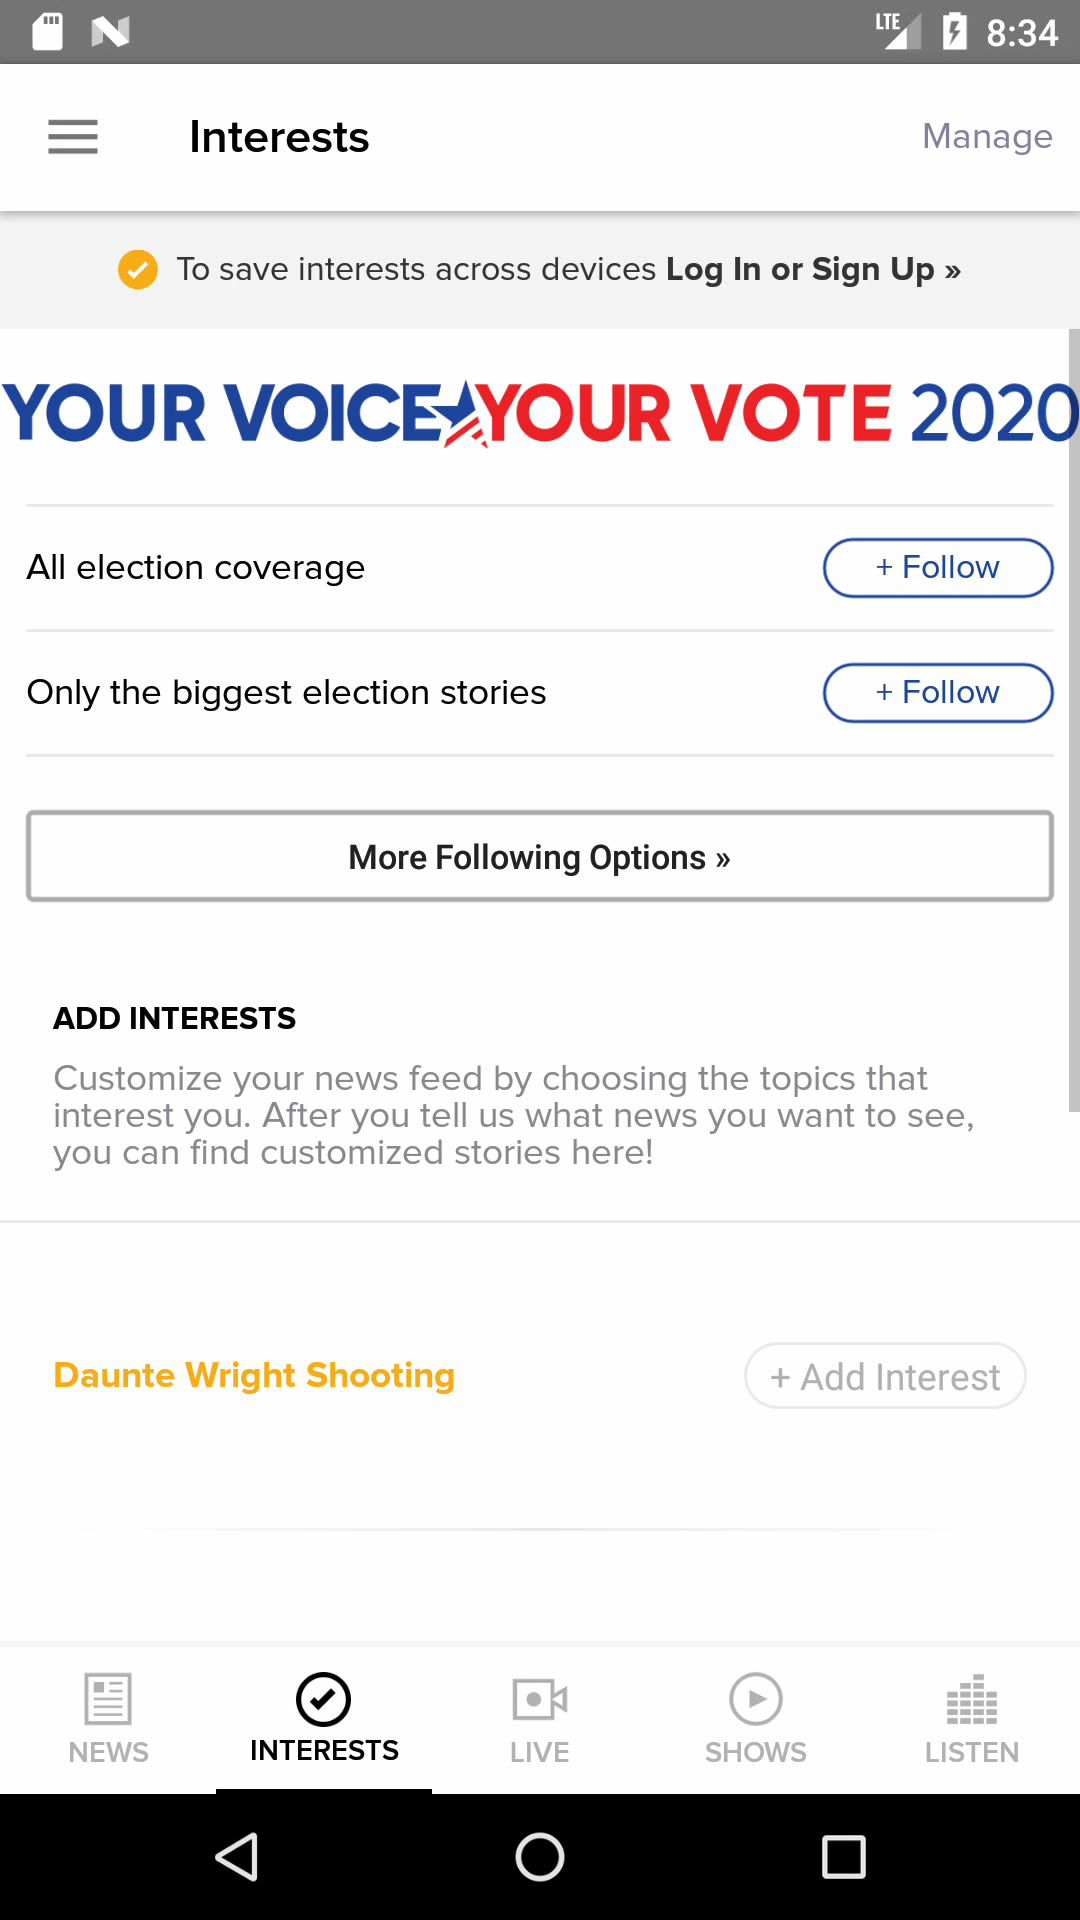 LTE 8:34
Interests Manage
To save interests across devices Log In or Sign Up »
YOUR VOICE YOUR VOTE 2020
All election coverage + Follow
Only the biggest election stories + Follow
More Following Options »
ADD INTERESTS
Customize your news feed by choosing the topics that
interest you. After you tell us what news you want to see,
you can find customized stories here!
Daunte Wright Shooting + Add Interest
NEWS INTERESTS LIVE SHOWS LISTEN